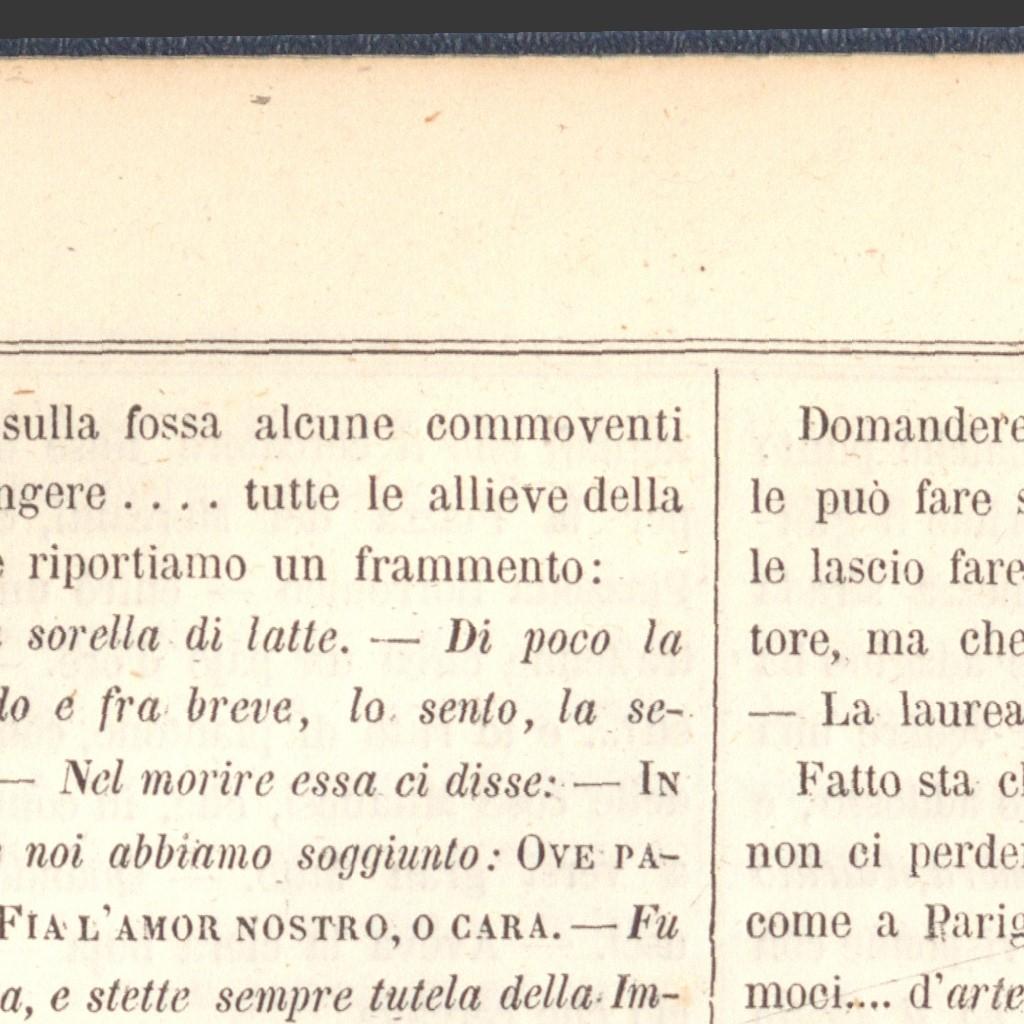 sulla fossa alcune commoventi
ngere . . . . tutte le allieve della
riportiamo un frammento:
sorella di latte. — Di poco la
do e fra breve, lo sento, la se-
— Nel morire essa ci disse: — IN
noi abbiamo soggiunto: OVE PA-
FIA L'AMOR NOSTRO, O CARA. — Fu
a, e stette sempre tutela della Im-
Domandere
le può fare s
le lascio fare
tore, ma che
— La laurea
Fatto sta ch
non ci perder
come a Parig
moci.... d'arte